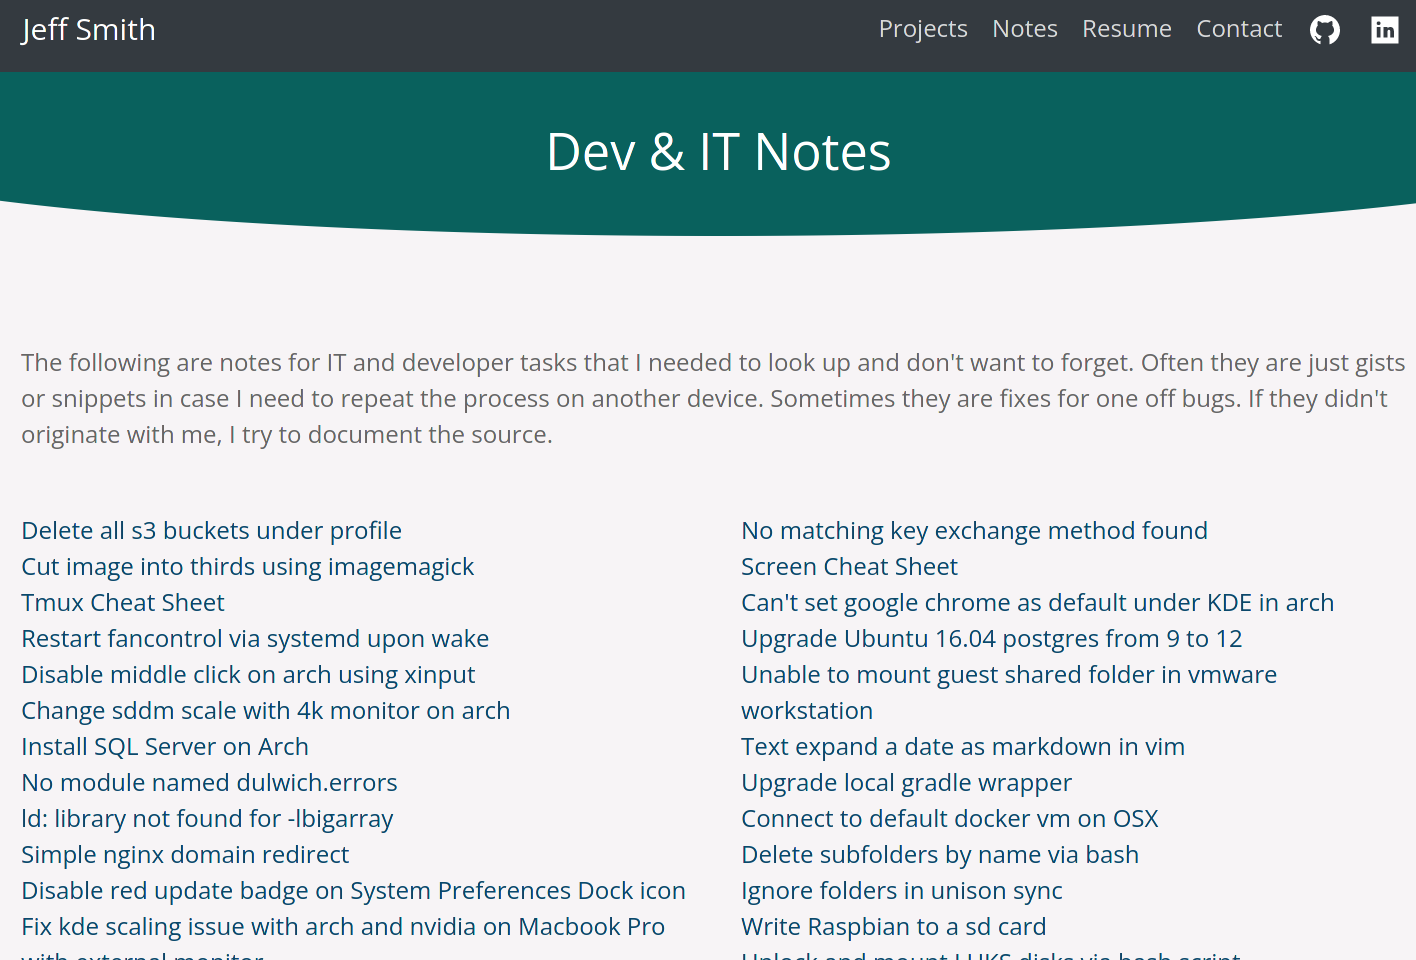 Jeff Smith
Projects Notes Resume Contact
Dev & IT Notes
The following are notes for IT and developer tasks that I needed to look up and don't want to forget. Often they are just gists
or snippets in case I need to repeat the process on another device. Sometimes they are fixes for one off bugs. If they didn't
originate with me, I try to document the source.
Delete all s3 buckets under profile
Cut image into thirds using imagemagick
Tmux Cheat Sheet
Restart fancontrol via systemd upon wake
Disable middle click on arch using xinput
Change sddm scale with 4k monitor on arch
Install SQL Server on Arch
No module named dulwich.errors
ld: library not found for -lbigarray
Simple nginx domain redirect
Disable red update badge on System Preferences Dock icon
Fix kde scaling issue with arch and nvidia on Macbook Pro
with external monitor
No matching key exchange method found
Screen Cheat Sheet
Can't set google chrome as default under KDE in arch
Upgrade Ubuntu 16.04 postgres from 9 to 12
Unable to mount guest shared folder in vmware
workstation
Text expand a date as markdown in vim
Upgrade local gradle wrapper
Connect to default docker vm on OSX
Delete subfolders by name via bash
Ignore folders in unison sync
Write Raspbian to a sd card
Unlock and mount LUKS disks via bash script